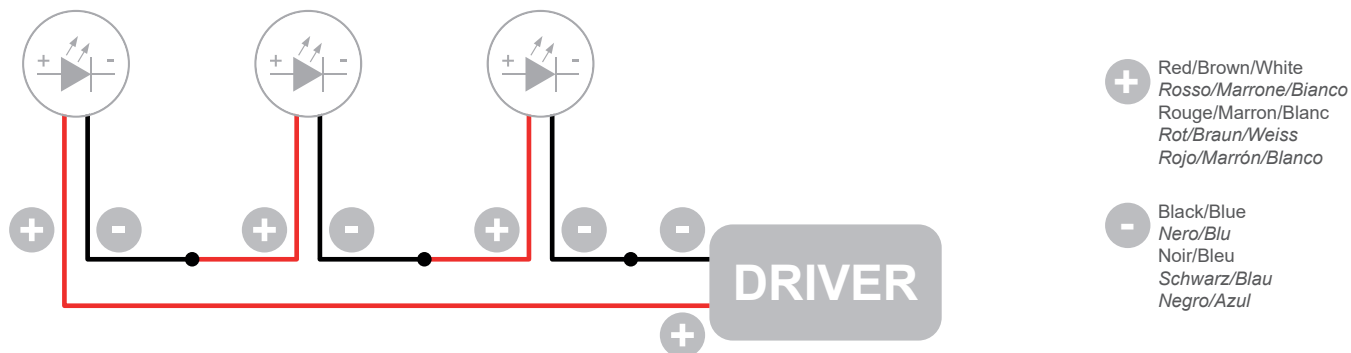 + - + - + -
+ - + - + - -
DRIVER
+
+ Red/Brown/White
Rosso/Marrone/Bianco
Rouge/Marron/Blanc
Rot/Braun/Weiss
Rojo/Marrón/Blanco
- Black/Blue
Nero/Blu
Noir/Bleu
Schwarz/Blau
Negro/Azul